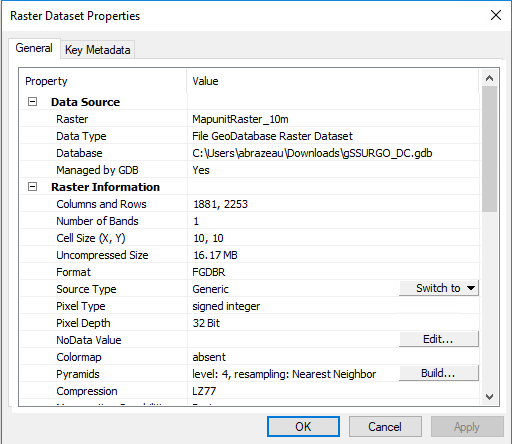 Raster Dataset Properties
General Key Metadata
Property Value
Data Source
Raster MapunitRaster_10m
Data Type File GeoDatabase Raster Dataset
Database C:\Users\abrazeau\Downloads\gSSURGO_DC.gdb
Managed by GDB Yes
Raster Information
Columns and Rows 1881, 2253
Number of Bands 1
Cell Size (X, Y) 10, 10
Uncompressed Size 16.17 MB
Format FGDBR
Source Type Generic Switch to
Pixel Type signed integer
Pixel Depth 32 Bit
NoData Value Edit...
Colormap absent
Pyramids level: 4, resampling: Nearest Neighbor Build...
Compression LZ77
OK Cancel Apply